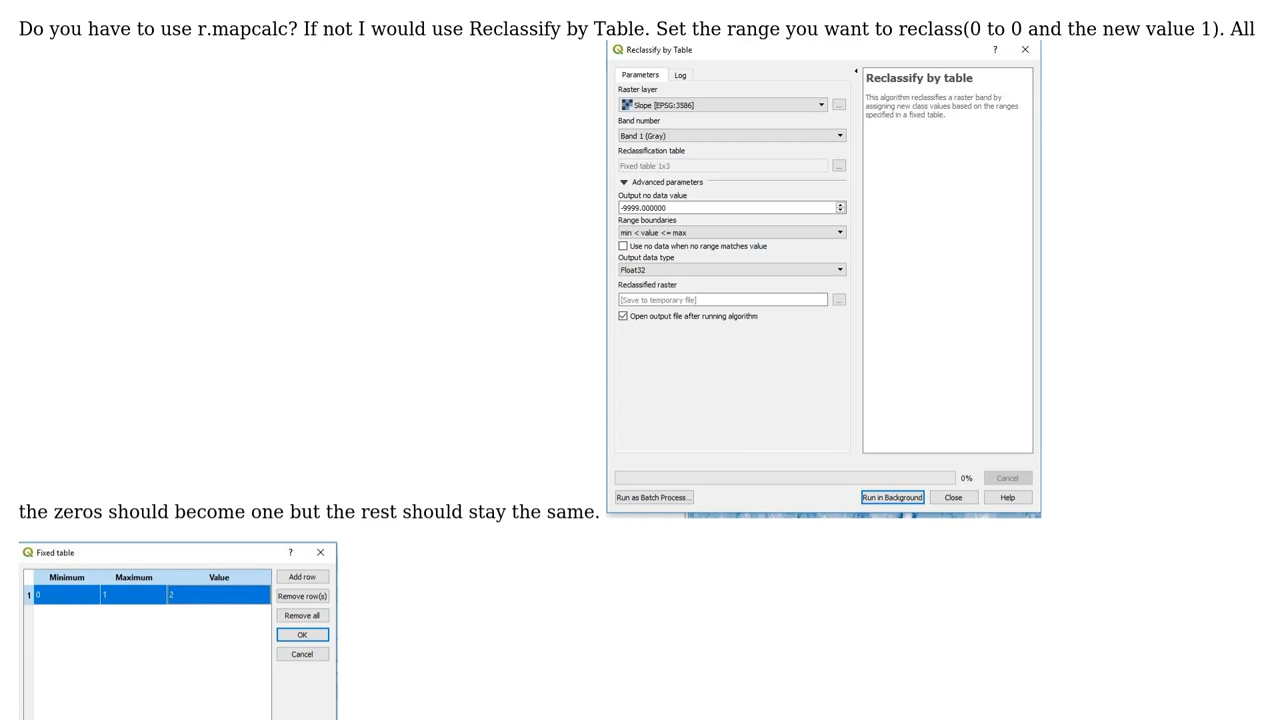 Do you have to use r.mapcalc? If not I would use Reclassify by Table. Set the range you want to reclass(0 to 0 and the new value 1). All
Reclassify by Table
?
Parameters
Log
Raster layer
Slope [EPSG:3586]
...
Band number
Band 1 (Gray)
Reclassification table
Fixed table 1x3
...
Advanced parameters
Output no data value
-9999.000000
Range boundaries
min < value <= max
Use no data when no range matches value
Output data type
Float32
Reclassified raster
[Save to temporary file]
...
Open output file after running algorithm
Reclassify by table
This algorithm reclassifies a raster band by
assigning new class values based on the ranges
specified in a fixed table.
0%
Cancel
Run as Batch Process...
Run in Background
Close
Help
the zeros should become one but the rest should stay the same.
Fixed table
?
Minimum Maximum Value
1 0 1 2
Add row
Remove row(s)
Remove all
OK
Cancel